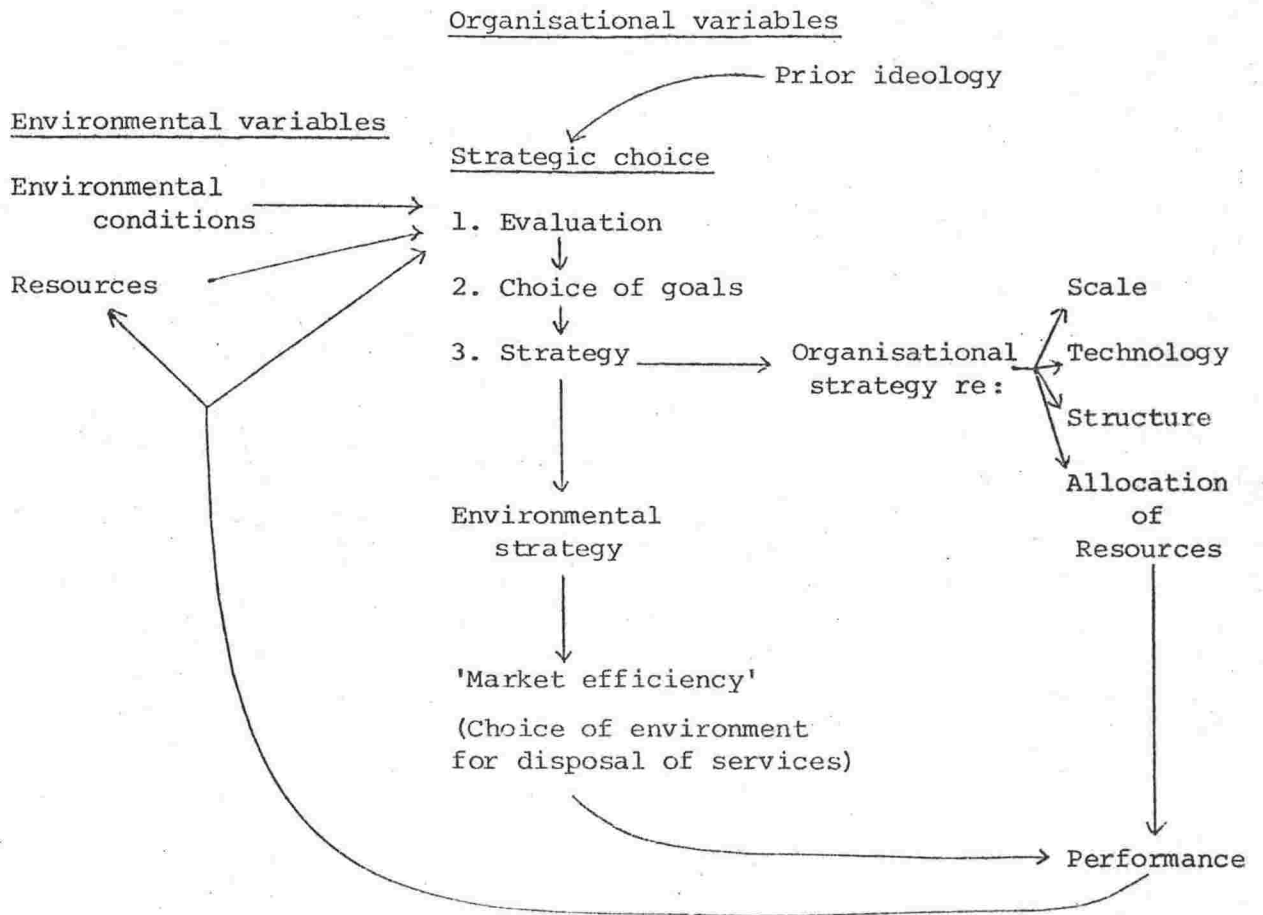 Organisational variables
Prior ideology
Environmental variables
Strategic choice
Environmental
conditions
1. Evaluation
Resources
2. Choice of goals
Scale
3. Strategy
Organisational
strategy re:
Technology
Structure
Allocation
of
Resources
Environmental
strategy
'Market efficiency'
(Choice of environment
for disposal of services)
Performance